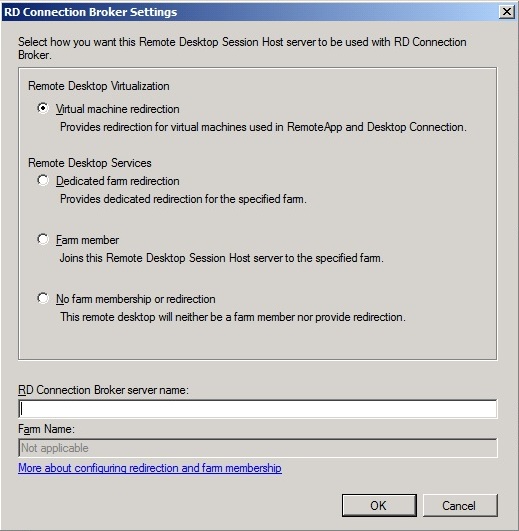 RD Connection Broker Settings
Select how you want this Remote Desktop Session Host server to be used with RD Connection
Broker.
Remote Desktop Virtualization
Virtual machine redirection
Provides redirection for virtual machines used in RemoteApp and Desktop Connection.
Remote Desktop Services
Dedicated farm redirection
Provides dedicated redirection for the specified farm.
Farm member
Joins this Remote Desktop Session Host server to the specified farm.
No farm membership or redirection
This remote desktop will neither be a farm member nor provide redirection.
RD Connection Broker server name:
Farm Name:
Not applicable
More about configuring redirection and farm membership
OK Cancel